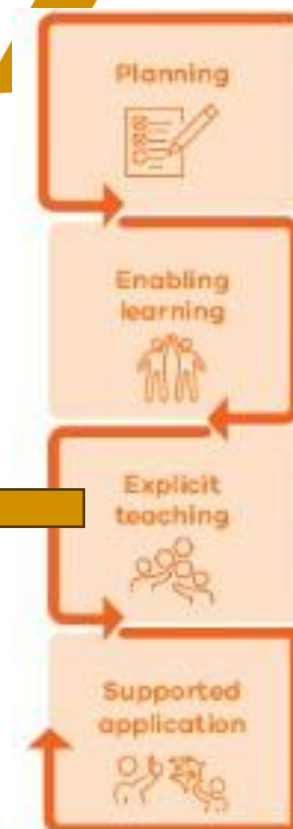 Planning
Enabling
learning
Explicit
teaching
Supported
application